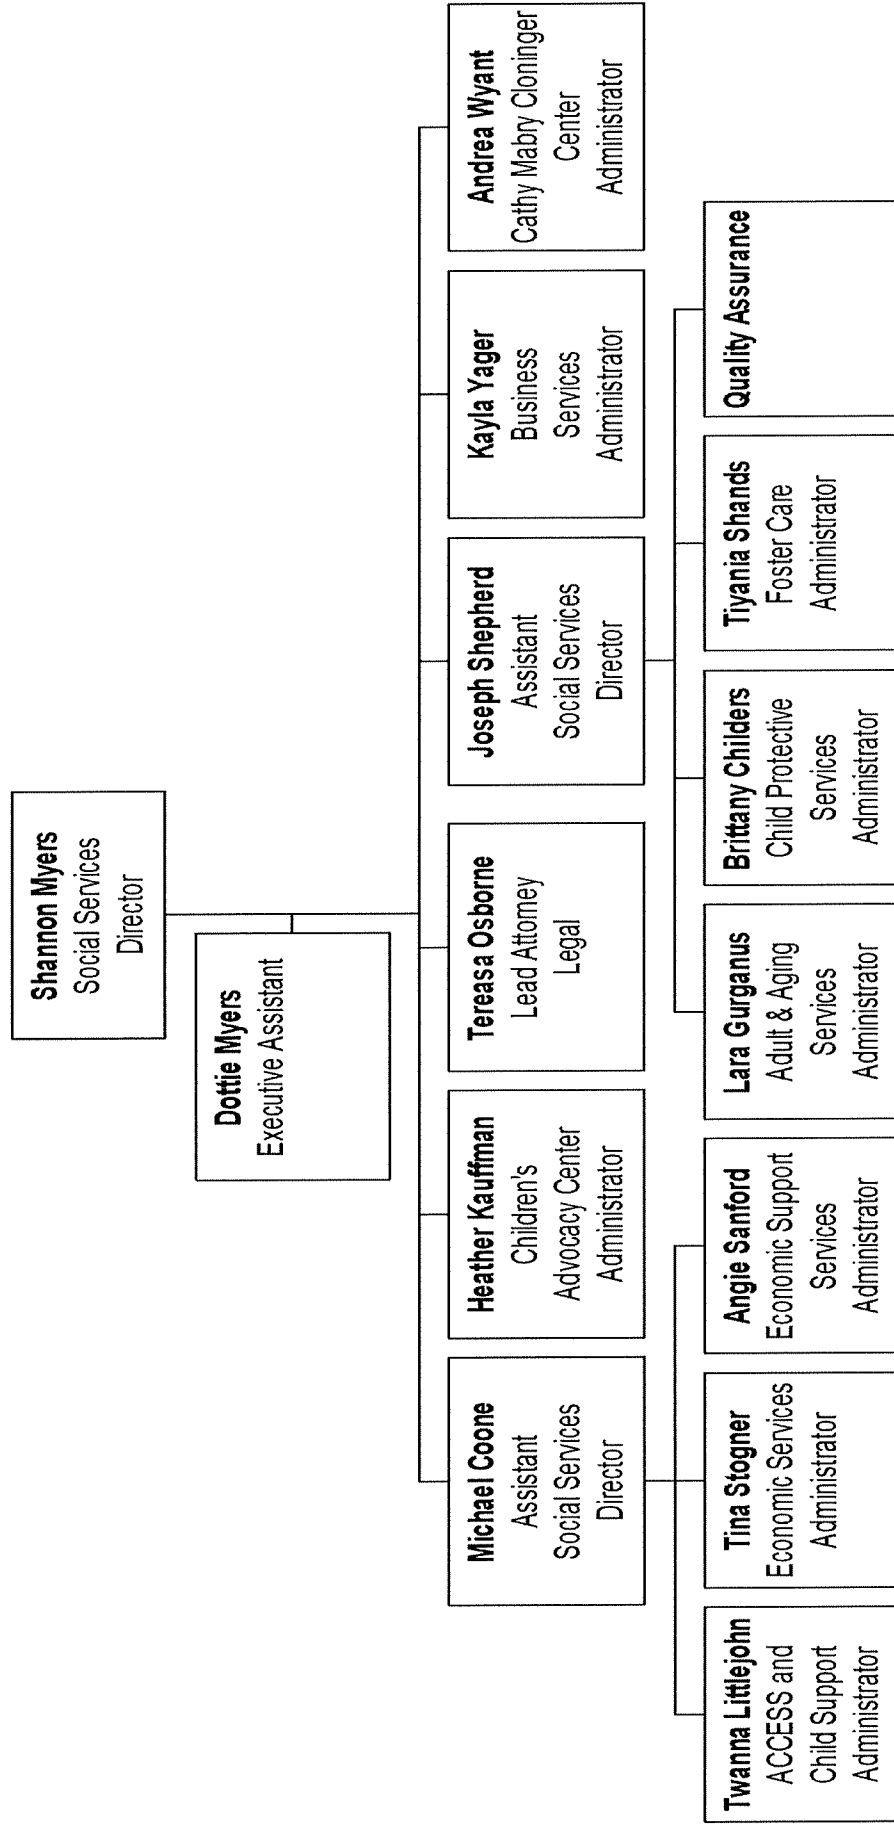 Shannon Myers
Social Services
Director
Dottie Myers
Executive Assistant
Michael Coone
Assistant
Social Services
Director
Heather Kauffman
Children's
Advocacy Center
Administrator
Tereasa Osborne
Lead Attorney
Legal
Joseph Shepherd
Assistant
Social Services
Director
Kayla Yager
Business
Services
Administrator
Andrea Wyant
Cathy Mabry Cloninger
Center
Administrator
Twanna Littlejohn
ACCESS and
Child Support
Administrator
Tina Stogner
Economic Services
Administrator
Angie Sanford
Economic Support
Services
Administrator
Lara Gurganus
Adult & Aging
Services
Administrator
Brittany Childers
Child Protective
Services
Administrator
Tiyania Shands
Foster Care
Administrator
Quality Assurance